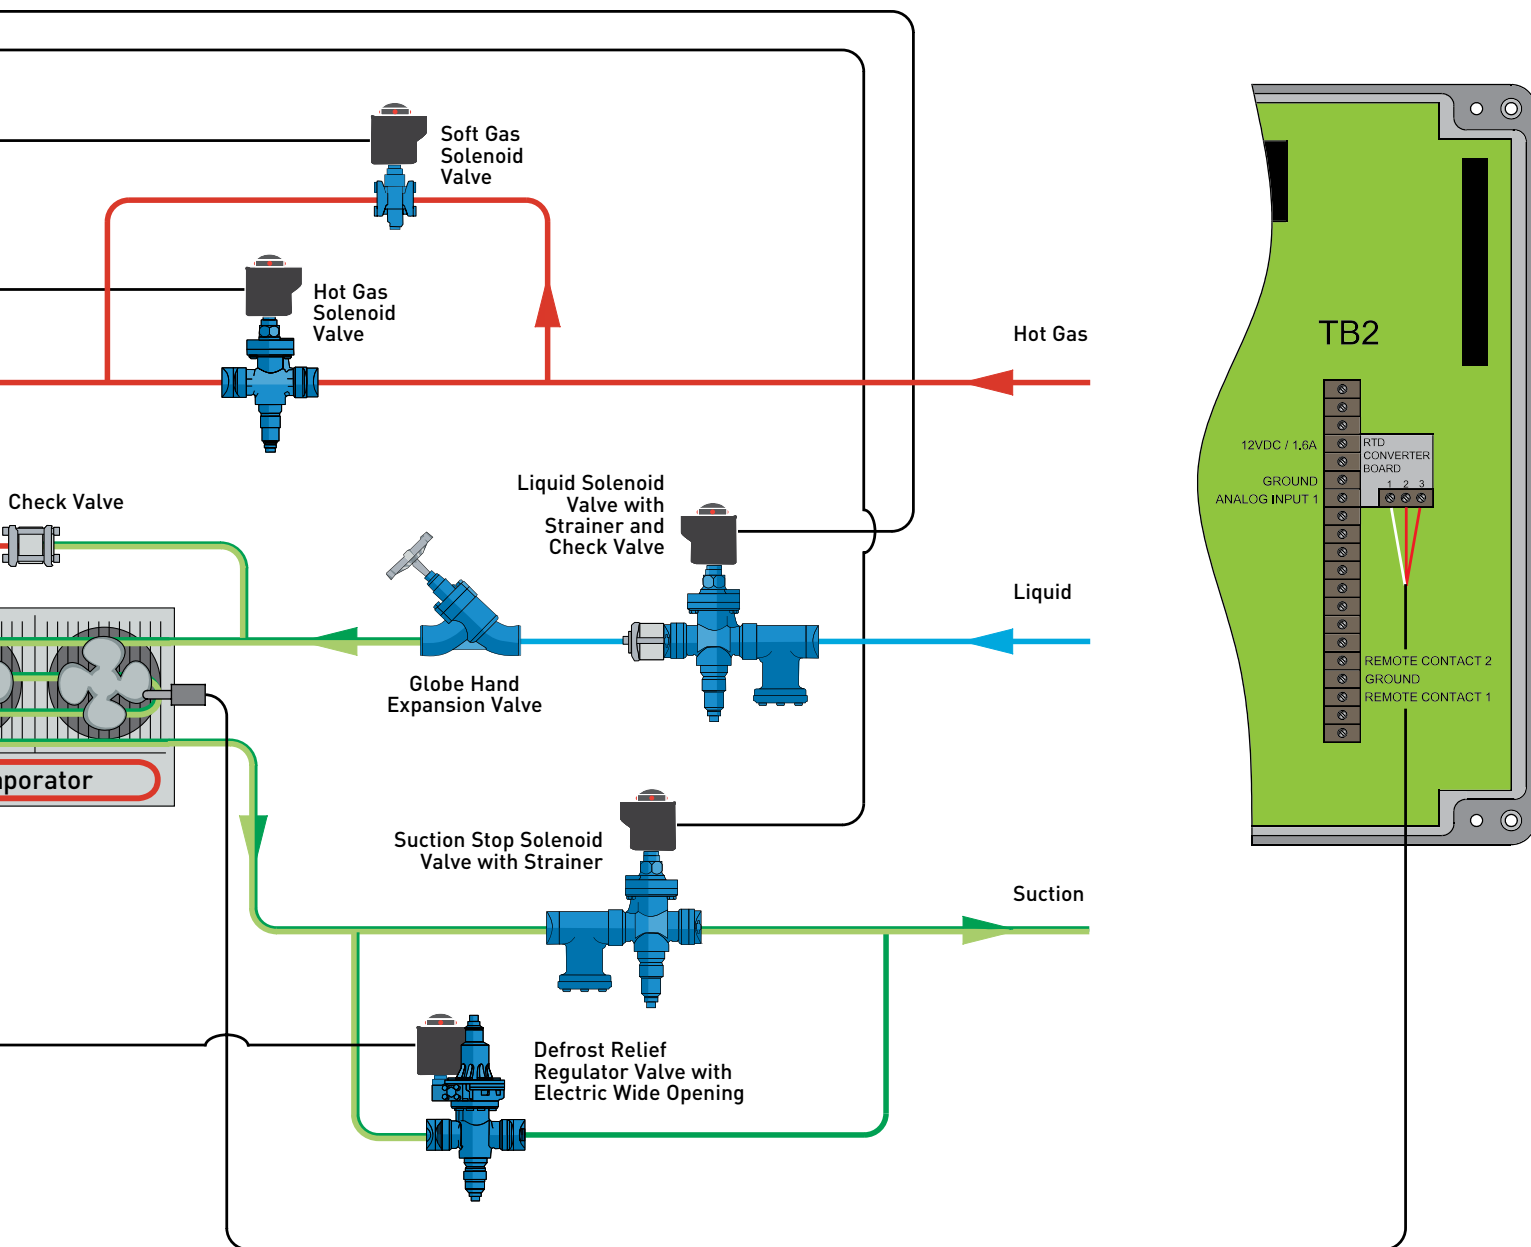 Soft Gas
Solenoid
Valve
Hot Gas
Solenoid
Valve
Hot Gas
Check Valve
Liquid Solenoid
Valve with
Strainer and
Check Valve
Liquid
Globe Hand
Expansion Valve
aporator
Suction Stop Solenoid
Valve with Strainer
Suction
Defrost Relief
Regulator Valve with
Electric Wide Opening
TB2
12VDC / 1.6A
GROUND
ANALOG INPUT 1
RTD
CONVERTER
BOARD
1 2 3
REMOTE CONTACT 2
GROUND
REMOTE CONTACT 1